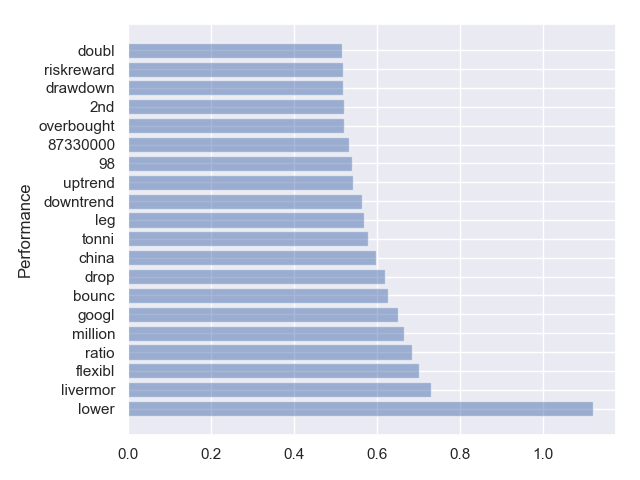 doubl
riskreward
drawdown
2nd
overbought
87330000
98
uptrend
downtrend
leg
tonni
china
drop
bounc
googl
million
ratio
flexibl
livermor
lower
Performance
0.0 0.2 0.4 0.6 0.8 1.0